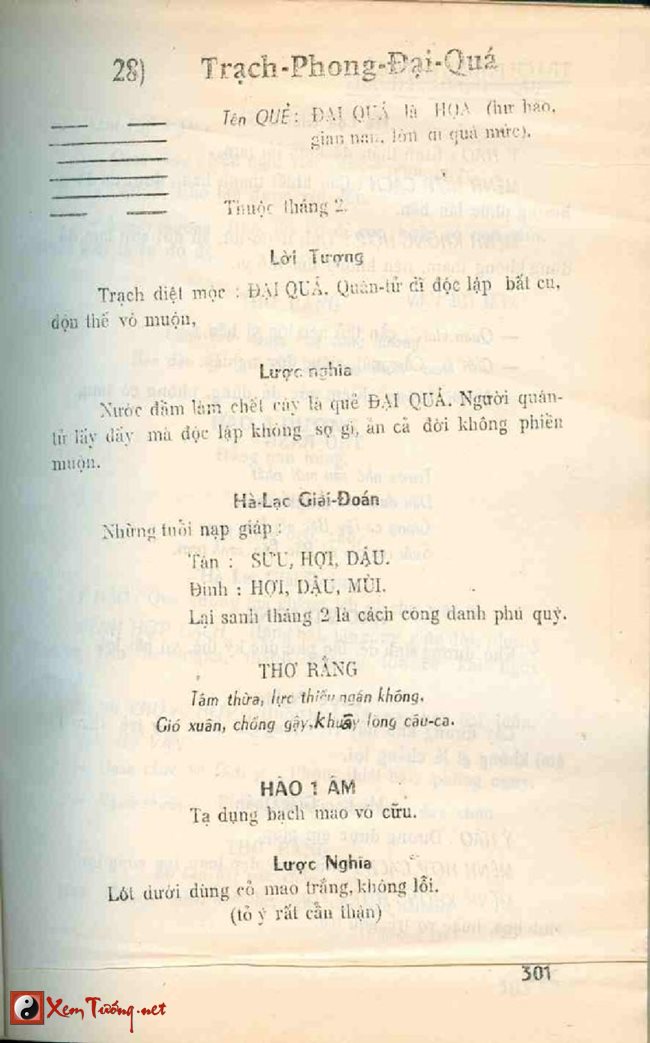 28) Trạch-Phong-Đại-Quá
Tên QUẺ: ĐẠI QUÁ là HỌA (hư hao,
gian nan, lớn đi quá mức).
Thuộc tháng 2.
Lời Tượng
Trạch diệt mộc : ĐẠI QUÁ. Quân-tử dĩ độc lập bất cu,
độn thế vô muộn,
Lược nghĩa
Nước đầm làm chết cây là quẻ ĐẠI QUÁ. Người quân-
tử lấy đấy mà độc lập không sợ gì, ẩn cả đời không phiền
muộn.
Hà-Lạc Giải-Đoán
Những tuổi nạp giáp :
Tân : SỬU, HỢI, DẬU.
Đinh : HỢI, DẬU, MÙI.
Lại sanh tháng 2 là cách công danh phú quý.
THƠ RẰNG
Tâm thừa, lực thiếu ngán không,
Gió xuân, chống gậy, khuấy lòng câu-ca.
HÀO 1 ÂM
Tạ dụng bạch mao vô cữu.
Lược Nghĩa
Lót dưới dùng cỏ mao trắng, không lỗi.
(tỏ ý rất cẩn thận)
301
XemTướng.net